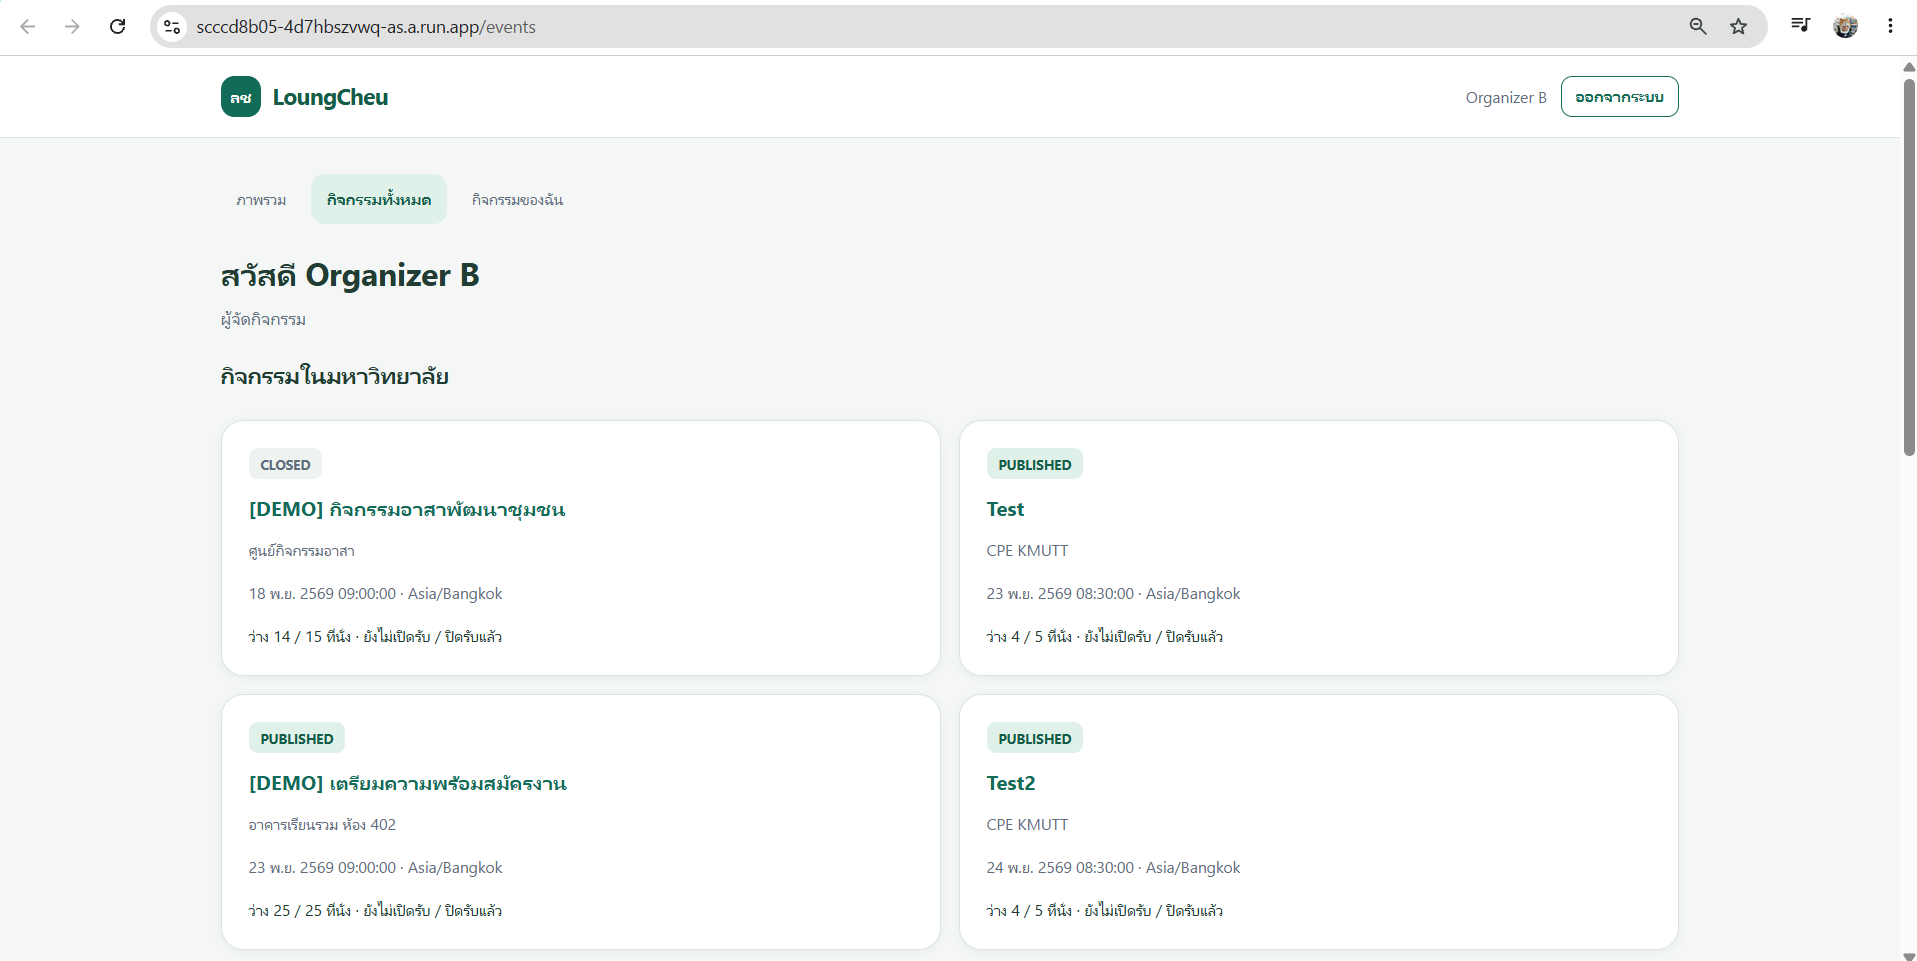 scccd8b05-4d7hbszvwq-as.a.run.app/events
ลช LoungCheu
Organizer B ออกจากระบบ
ภาพรวม กิจกรรมทั้งหมด กิจกรรมของฉัน
สวัสดี Organizer B
ผู้จัดกิจกรรม
กิจกรรมในมหาวิทยาลัย
CLOSED
[DEMO] กิจกรรมอาสาพัฒนาชุมชน
ศูนย์กิจกรรมอาสา
18 พ.ย. 2569 09:00:00 · Asia/Bangkok
ว่าง 14 / 15 ที่นั่ง · ยังไม่เปิดรับ / ปิดรับแล้ว
PUBLISHED
Test
CPE KMUTT
23 พ.ย. 2569 08:30:00 · Asia/Bangkok
ว่าง 4 / 5 ที่นั่ง · ยังไม่เปิดรับ / ปิดรับแล้ว
PUBLISHED
[DEMO] เตรียมความพร้อมสมัครงาน
อาคารเรียนรวม ห้อง 402
23 พ.ย. 2569 09:00:00 · Asia/Bangkok
ว่าง 25 / 25 ที่นั่ง · ยังไม่เปิดรับ / ปิดรับแล้ว
PUBLISHED
Test2
CPE KMUTT
24 พ.ย. 2569 08:30:00 · Asia/Bangkok
ว่าง 4 / 5 ที่นั่ง · ยังไม่เปิดรับ / ปิดรับแล้ว